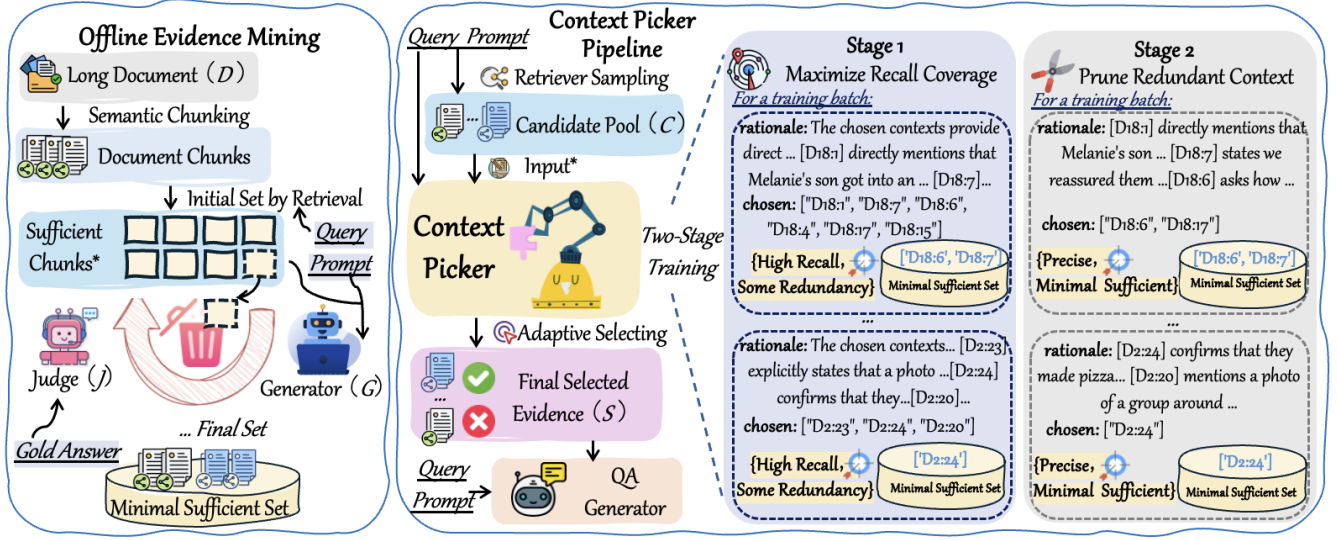 Offline Evidence Mining
Long Document (D)
Semantic Chunking
Document Chunks
Initial Set by Retrieval
Sufficient
Chunks*
Query
Prompt
Judge (J)
Generator (G)
Gold Answer
... Final Set
Minimal Sufficient Set
Query Prompt
Context Picker
Pipeline
Retriever Sampling
...
Candidate Pool (C)
Input*
Context
Picker
Two-Stage
Training
Adaptive Selecting
...
Final Selected
Evidence (S)
Query
Prompt
QA
Generator
Stage 1
Maximize Recall Coverage
For a training batch:
rationale: The chosen contexts provide
direct ... [D18:1] directly mentions that
Melanie's son got into an ... [D18:7]...
chosen: ["D18:1", "D18:7", "D18:6",
"D18:4", "D18:17", "D18:15"]
{High Recall,
Some Redundancy}
['D18:6', 'D18:7']
Minimal Sufficient Set
...
rationale: The chosen contexts... [D2:23]
explicitly states that a photo ...[D2:24]
confirms that they...[D2:20]...
chosen: ["D2:23", "D2:24", "D2:20"]
{High Recall,
Some Redundancy}
['D2:24']
Minimal Sufficient Set
Stage 2
Prune Redundant Context
For a training batch:
rationale: [D18:1] directly mentions that
Melanie's son ... [D18:7] states we
reassured them ...[D18:6] asks how ...
chosen: ["D18:6", "D18:17"]
{Precise,
Minimal Sufficient}
['D18:6', 'D18:7']
Minimal Sufficient Set
...
rationale: [D2:24] confirms that they
made pizza... [D2:20] mentions a photo
of a group around ...
chosen: ["D2:24"]
{Precise,
Minimal Sufficient}
['D2:24']
Minimal Sufficient Set